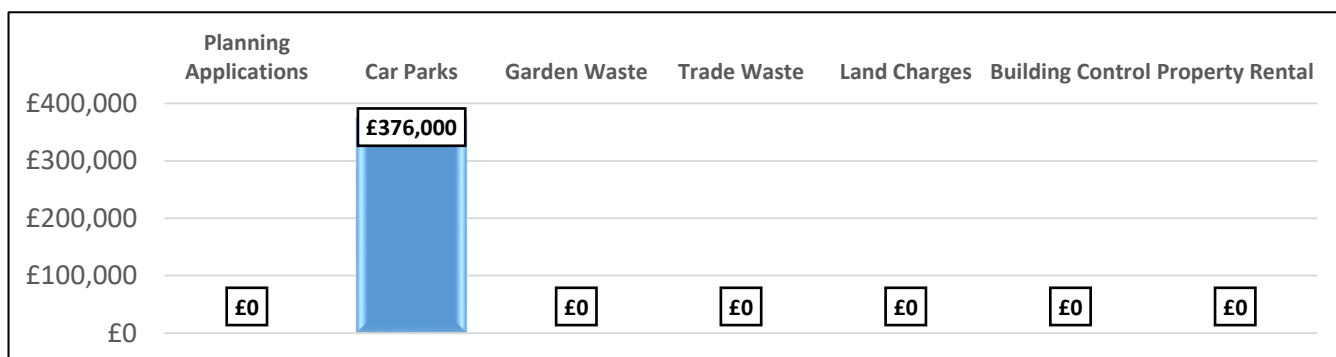 Planning
Applications Car Parks Garden Waste Trade Waste Land Charges Building Control Property Rental
£400,000
£376,000
£300,000
£200,000
£100,000
£0 £0 £0 £0 £0 £0
£0